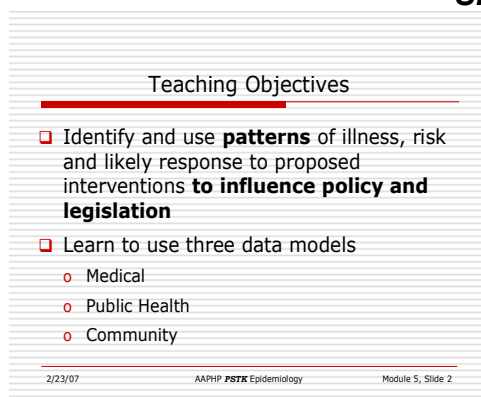 Teaching Objectives
❑ Identify and use patterns of illness, risk
and likely response to proposed
interventions to influence policy and
legislation
❑ Learn to use three data models
o Medical
o Public Health
o Community
2/23/07 AAPHP PSTK Epidemiology Module 5, Slide 2